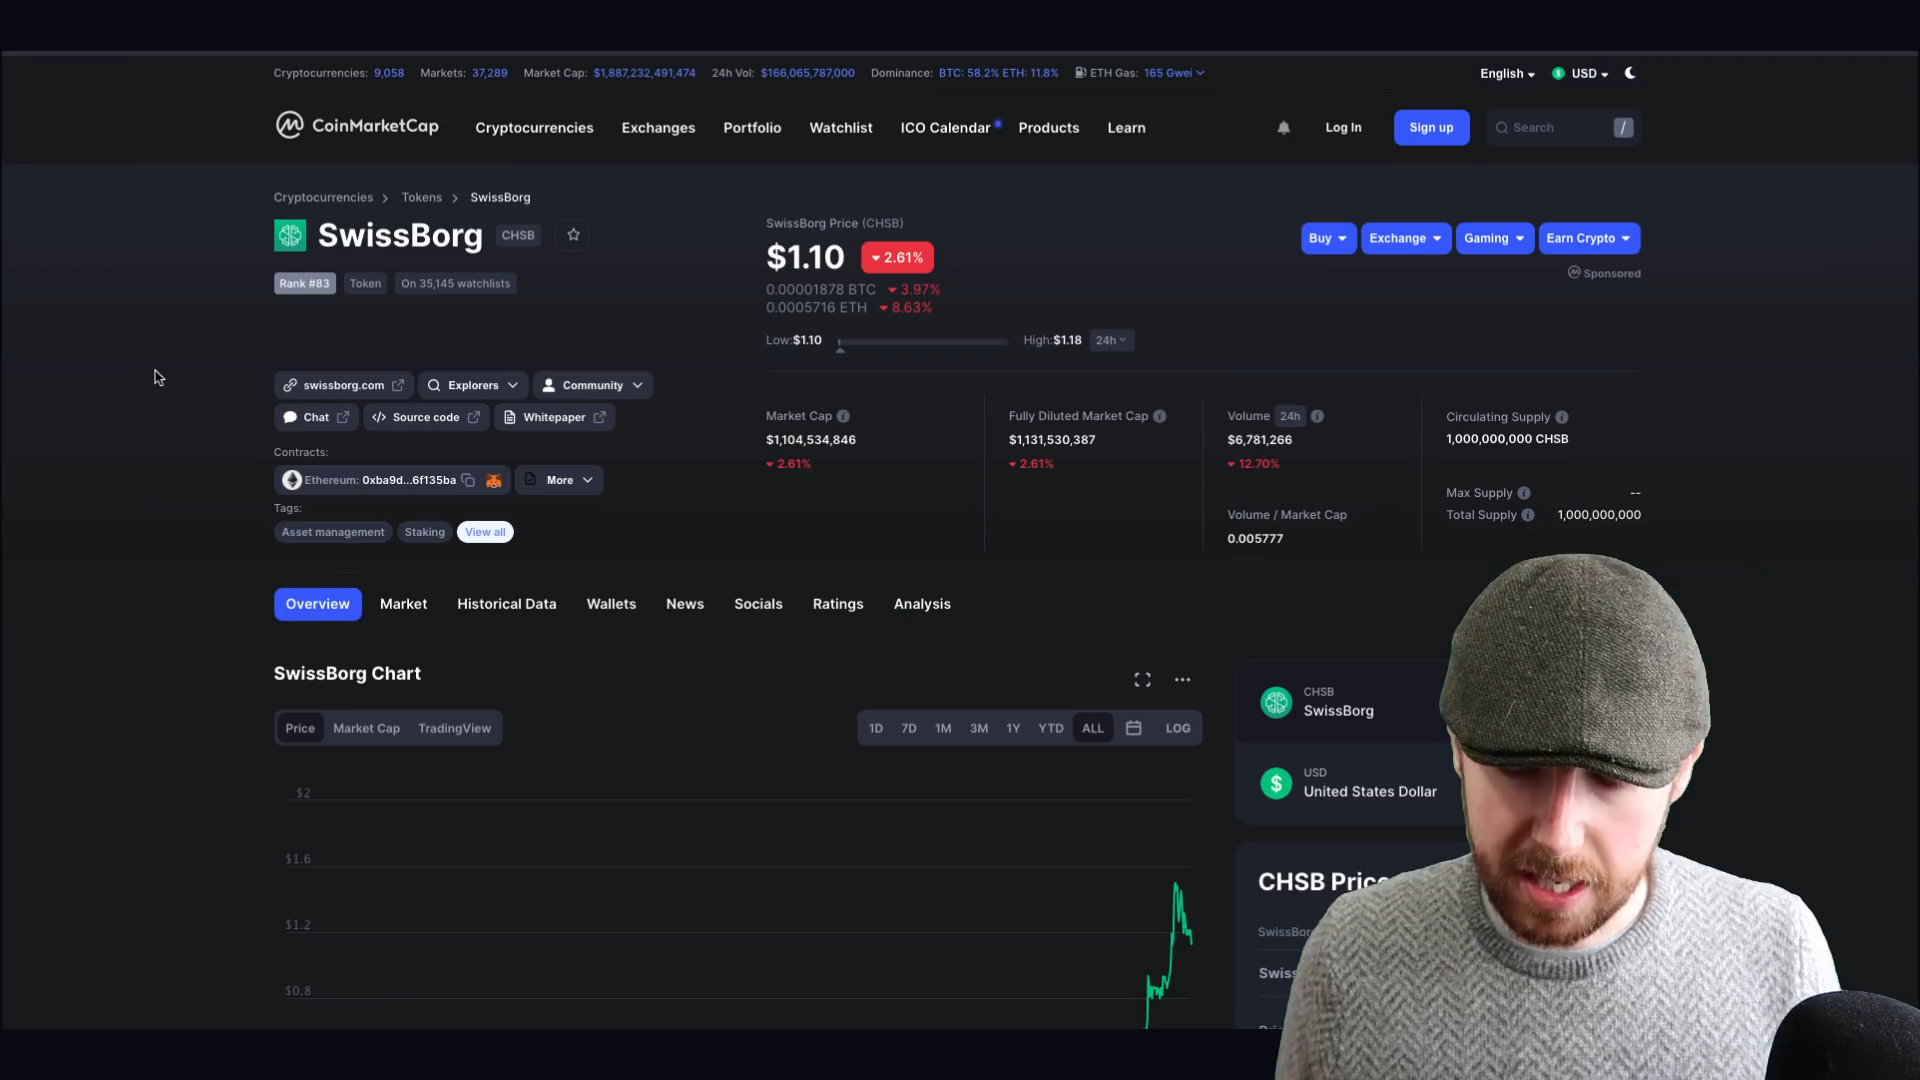 Cryptocurrencies: 9,058 Markets: 37,289 Market Cap: $1,887,232,491,474 24h Vol: $166,065,787,000 Dominance: BTC: 58.2% ETH: 11.8% ETH Gas: 165 Gwei English USD
CoinMarketCap Cryptocurrencies Exchanges Portfolio Watchlist ICO Calendar Products Learn Log In Sign up Search /
Cryptocurrencies > Tokens > SwissBorg
SwissBorg CHSB
Rank #83 Token On 35,145 watchlists
SwissBorg Price (CHSB)
$1.10 2.61%
0.00001878 BTC 3.97%
0.0005716 ETH 8.63%
Low:$1.10 High:$1.18 24h
Buy Exchange Gaming Earn Crypto
Sponsored
swissborg.com Explorers Community
Chat Source code Whitepaper
Contracts:
Ethereum: 0xba9d...6f135ba More
Tags:
Asset management Staking View all
Market Cap
$1,104,534,846
2.61%
Fully Diluted Market Cap
$1,131,530,387
2.61%
Volume 24h
$6,781,266
12.70%
Volume / Market Cap
0.005777
Circulating Supply
1,000,000,000 CHSB
Max Supply --
Total Supply 1,000,000,000
Overview Market Historical Data Wallets News Socials Ratings Analysis
SwissBorg Chart
Price Market Cap TradingView 1D 7D 1M 3M 1Y YTD ALL LOG
$2
$1.6
$1.2
$0.8
CHSB
SwissBorg
USD
United States Dollar
CHSB Price
SwissBor
Swiss